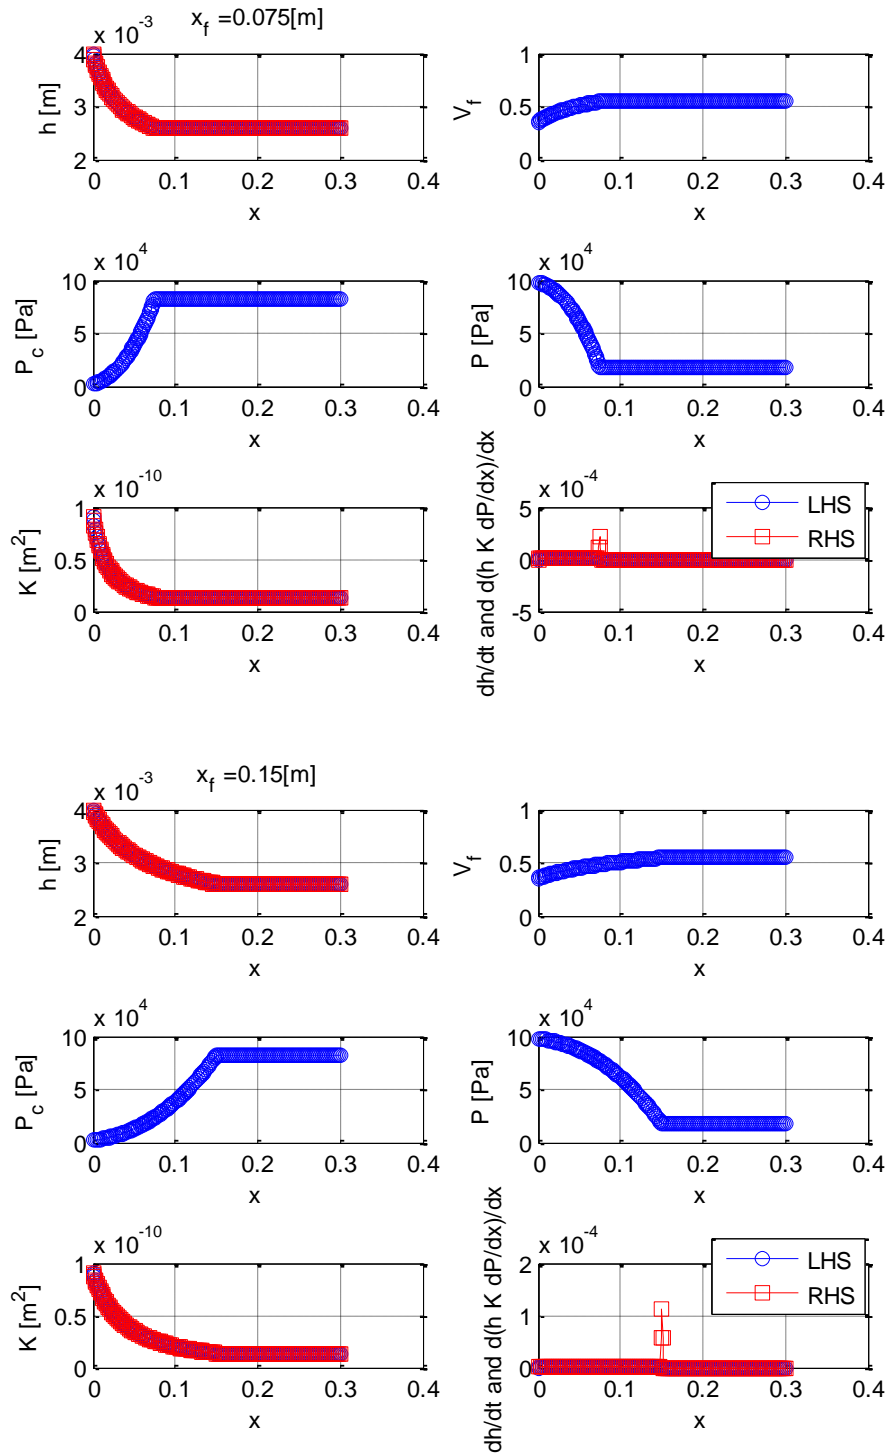 x_f =0.075[m]
x 10^-3
4
3
2
h [m]
0 0.1 0.2 0.3 0.4
x
1
0.5
0
V_f
0 0.1 0.2 0.3 0.4
x
x 10^4
10
5
0
P_c [Pa]
0 0.1 0.2 0.3 0.4
x
x 10^4
10
5
0
P [Pa]
0 0.1 0.2 0.3 0.4
x
x 10^-10
1
0.5
0
K [m^2]
0 0.1 0.2 0.3 0.4
x
x 10^-4
5
0
-5
dh/dt and d(h K dP/dx)/dx
0 0.1 0.2 0.3 0.4
x
LHS
RHS
x_f =0.15[m]
x 10^-3
4
3
2
h [m]
0 0.1 0.2 0.3 0.4
x
1
0.5
0
V_f
0 0.1 0.2 0.3 0.4
x
x 10^4
10
5
0
P_c [Pa]
0 0.1 0.2 0.3 0.4
x
x 10^4
10
5
0
P [Pa]
0 0.1 0.2 0.3 0.4
x
x 10^-10
1
0.5
0
K [m^2]
0 0.1 0.2 0.3 0.4
x
x 10^-4
2
1
0
dh/dt and d(h K dP/dx)/dx
0 0.1 0.2 0.3 0.4
x
LHS
RHS